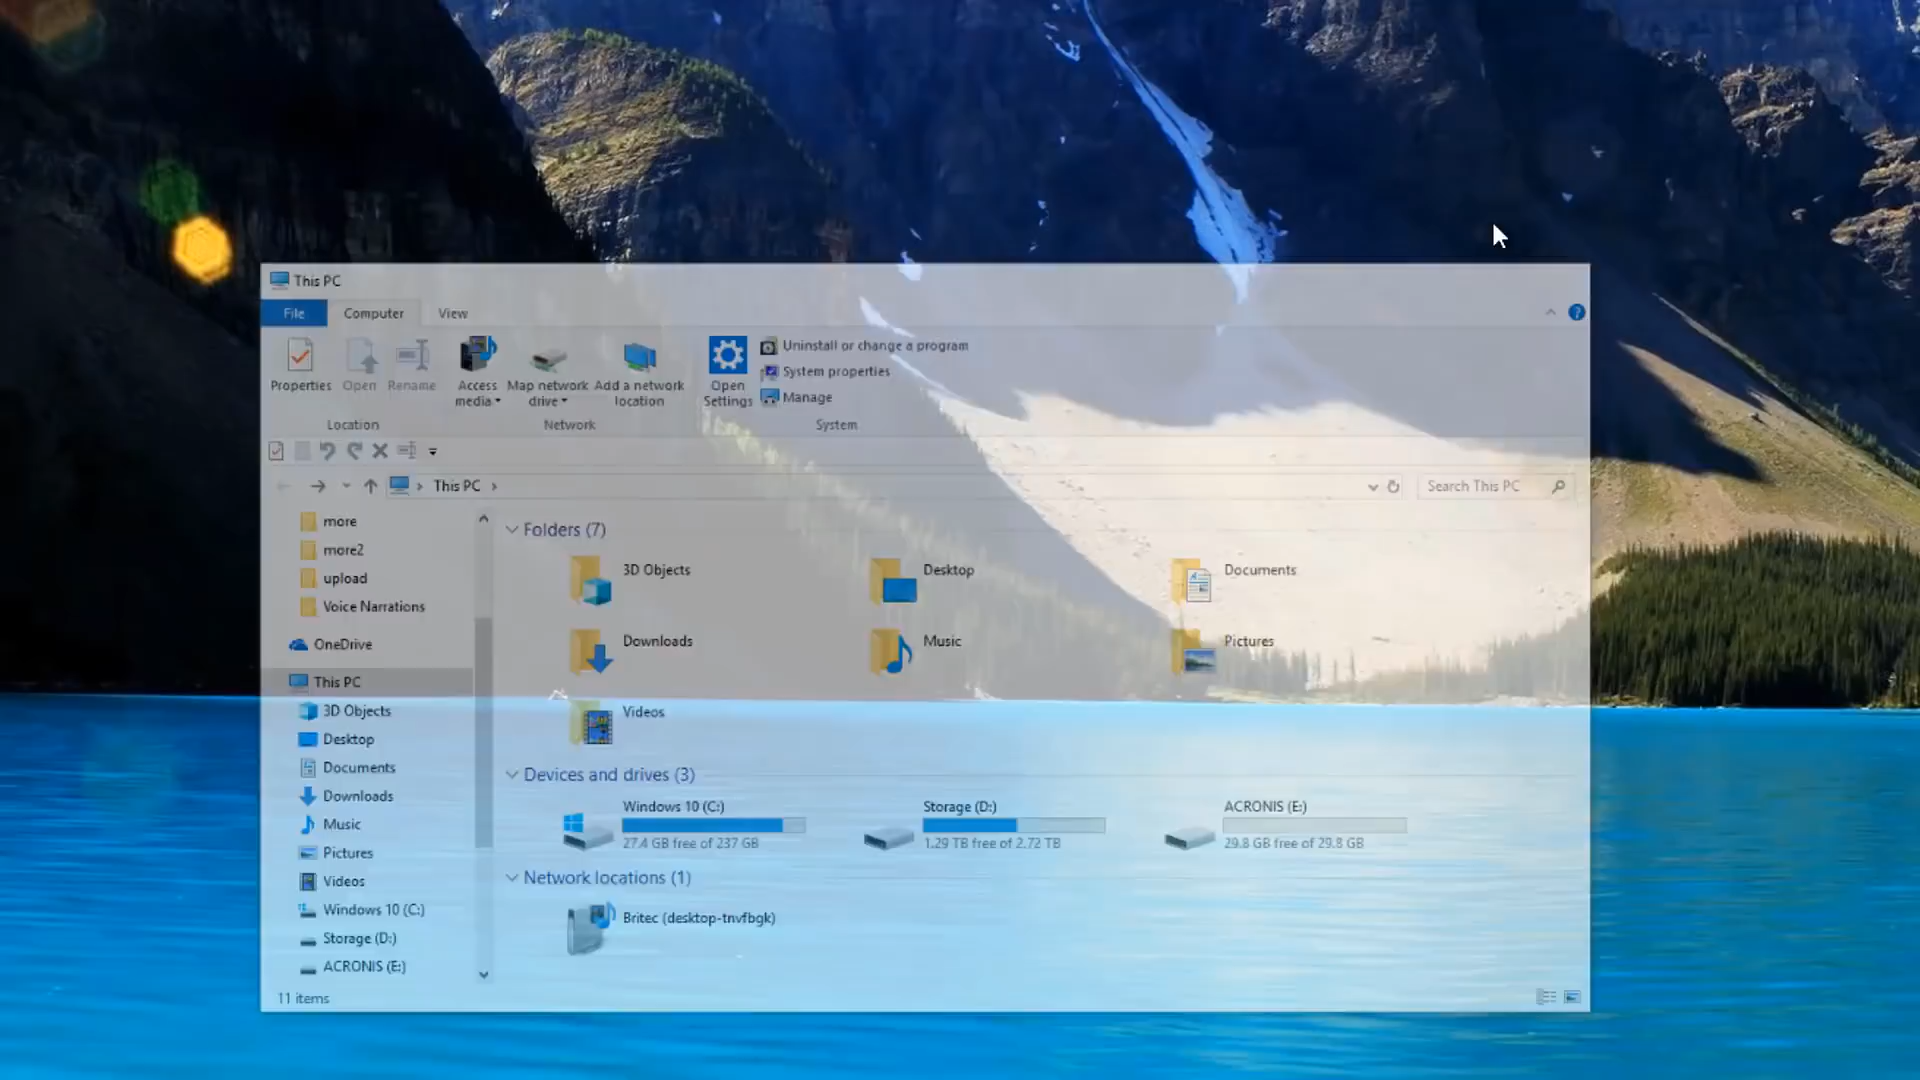 This PC
File Computer View
Properties Open Rename Access media Map network drive Add a network location Open Settings Uninstall or change a program
System properties
Manage
Location Network System
This PC Search This PC
more
more2
upload
Voice Narrations
OneDrive
This PC
3D Objects
Desktop
Documents
Downloads
Music
Pictures
Videos
Windows 10 (C:)
Storage (D:)
ACRONIS (E:)
Folders (7)
3D Objects Desktop Documents
Downloads Music Pictures
Videos
Devices and drives (3)
Windows 10 (C:) Storage (D:) ACRONIS (E:)
27.4 GB free of 237 GB 1.29 TB free of 2.72 TB 29.8 GB free of 29.8 GB
Network locations (1)
Britec (desktop-tnvfbgk)
11 items